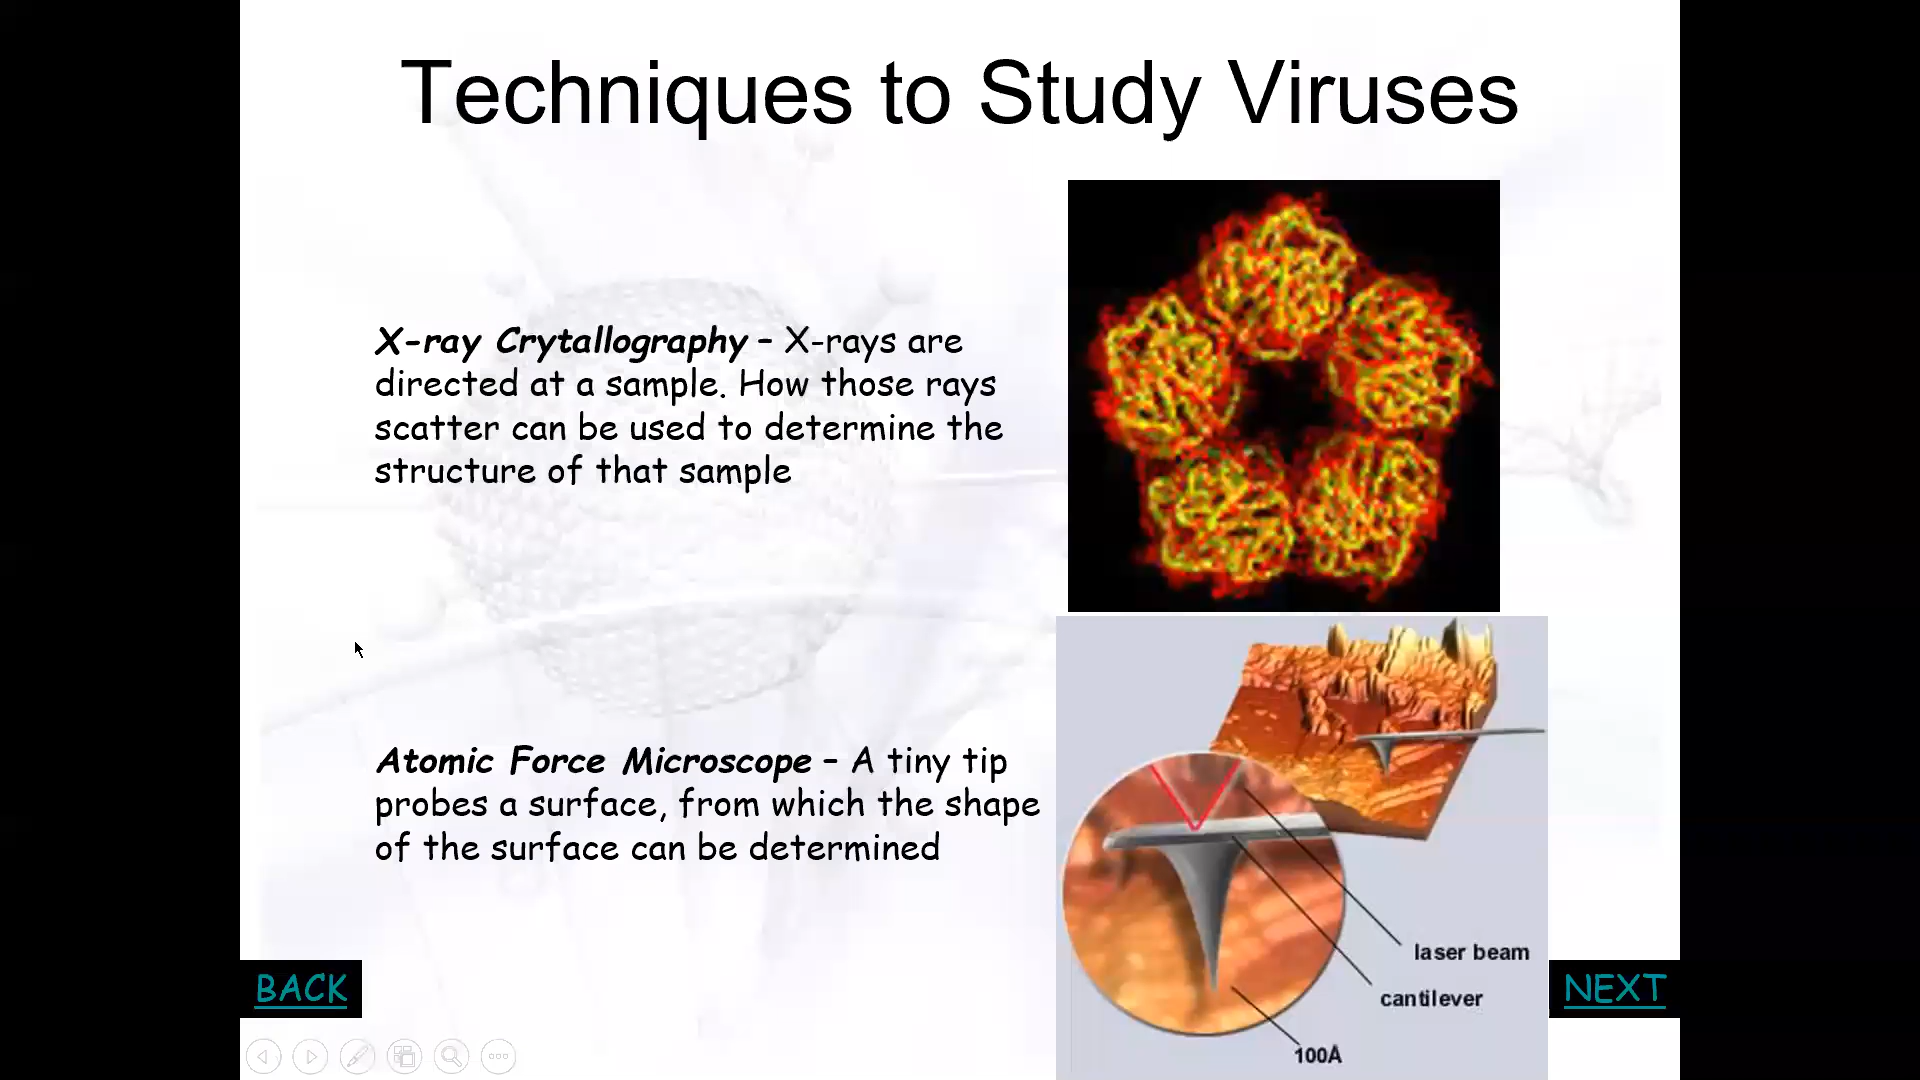 Techniques to Study Viruses
X-ray Crytallography – X-rays are
directed at a sample. How those rays
scatter can be used to determine the
structure of that sample
Atomic Force Microscope – A tiny tip
probes a surface, from which the shape
of the surface can be determined
laser beam
cantilever
100Å
BACK
NEXT